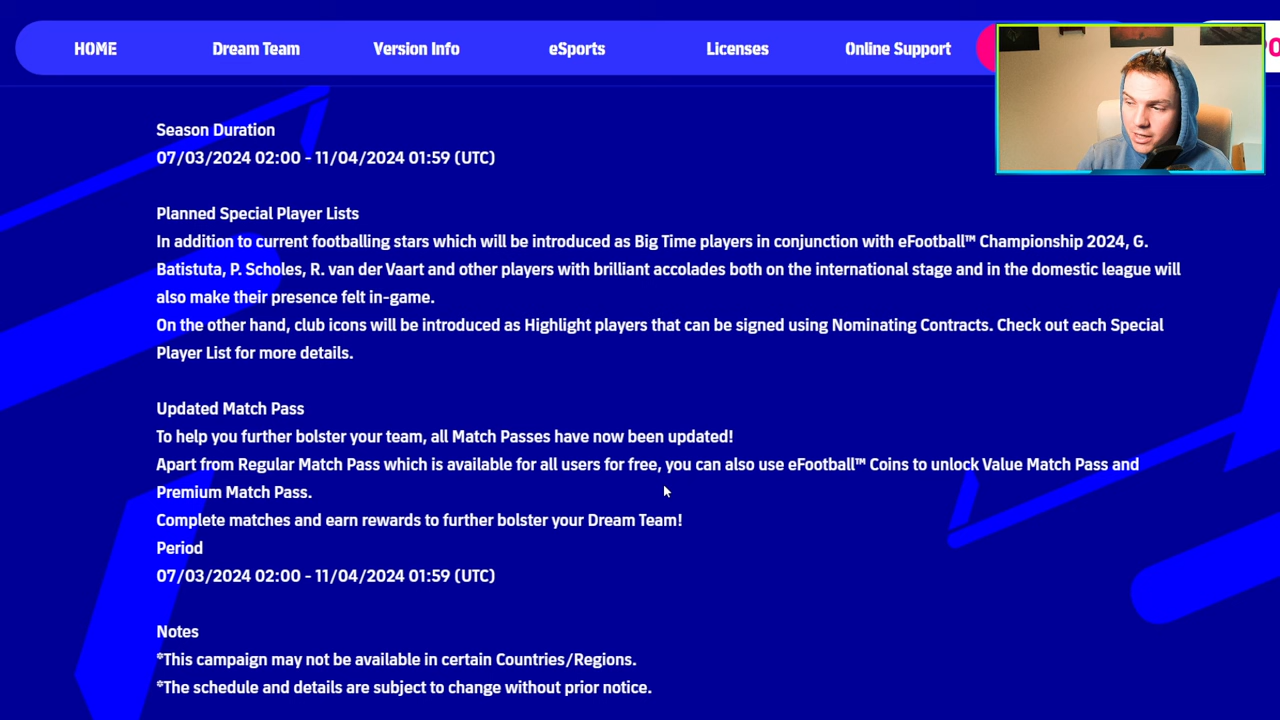 HOME Dream Team Version Info eSports Licenses Online Support
Season Duration
07/03/2024 02:00 - 11/04/2024 01:59 (UTC)
Planned Special Player Lists
In addition to current footballing stars which will be introduced as Big Time players in conjunction with eFootball™ Championship 2024, G.
Batistuta, P. Scholes, R. van der Vaart and other players with brilliant accolades both on the international stage and in the domestic league will
also make their presence felt in-game.
On the other hand, club icons will be introduced as Highlight players that can be signed using Nominating Contracts. Check out each Special
Player List for more details.
Updated Match Pass
To help you further bolster your team, all Match Passes have now been updated!
Apart from Regular Match Pass which is available for all users for free, you can also use eFootball™ Coins to unlock Value Match Pass and
Premium Match Pass.
Complete matches and earn rewards to further bolster your Dream Team!
Period
07/03/2024 02:00 - 11/04/2024 01:59 (UTC)
Notes
*This campaign may not be available in certain Countries/Regions.
*The schedule and details are subject to change without prior notice.